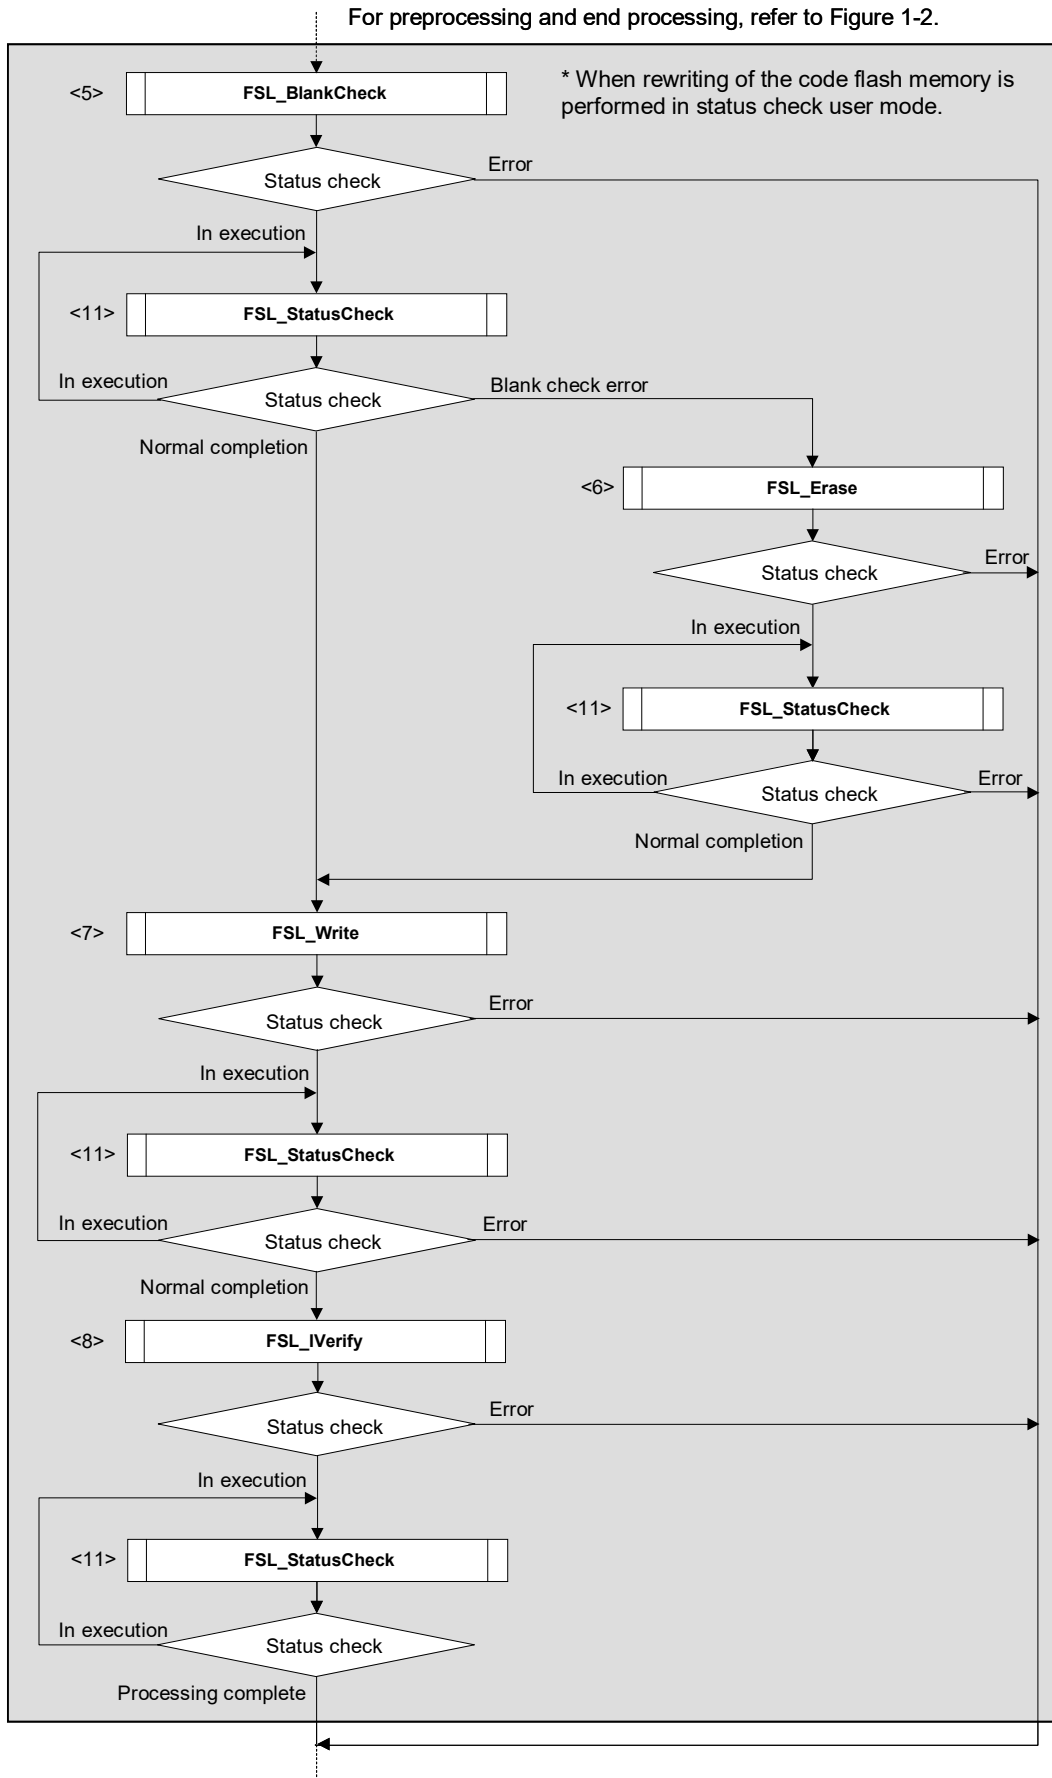 For preprocessing and end processing, refer to Figure 1-2.
<5>
FSL_BlankCheck
* When rewriting of the code flash memory is
performed in status check user mode.
Status check
Error
In execution
<11>
FSL_StatusCheck
In execution
Status check
Blank check error
Normal completion
<6>
FSL_Erase
Status check
Error
In execution
<11>
FSL_StatusCheck
In execution
Status check
Error
Normal completion
<7>
FSL_Write
Status check
Error
In execution
<11>
FSL_StatusCheck
In execution
Status check
Error
Normal completion
<8>
FSL_IVerify
Status check
Error
In execution
<11>
FSL_StatusCheck
In execution
Status check
Processing complete